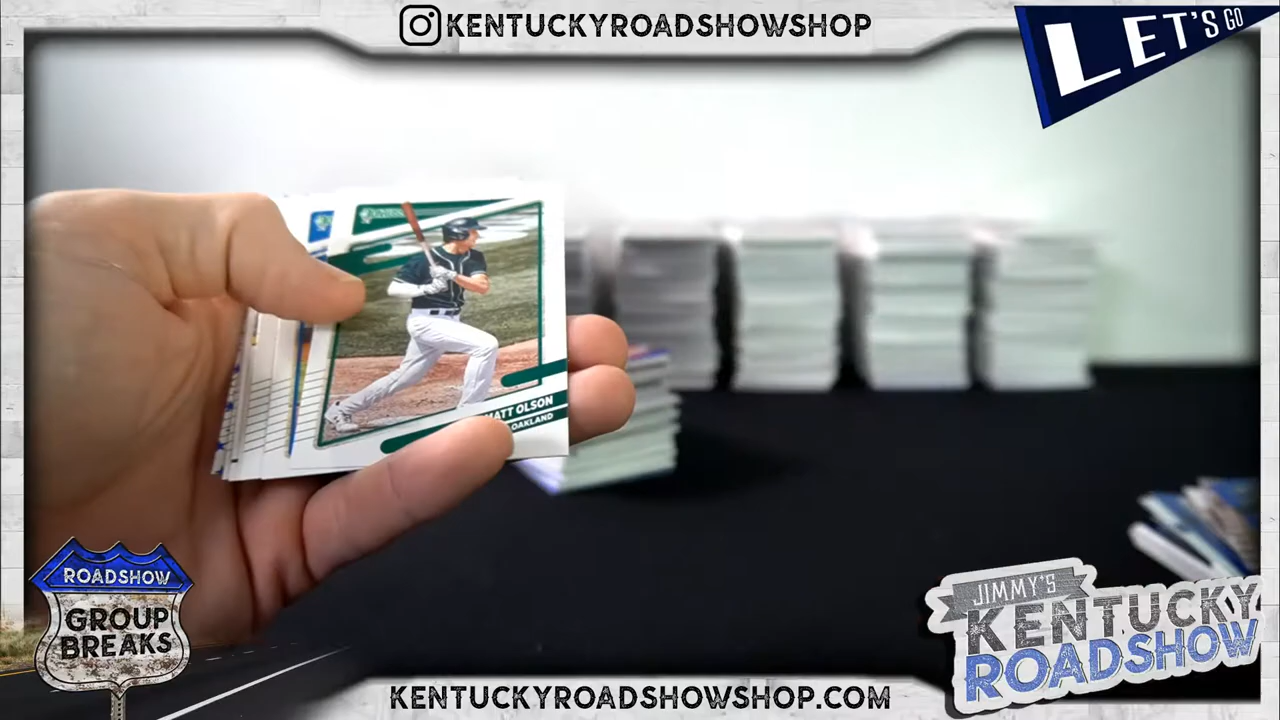 KENTUCKYROADSHOWSHOP
LET'S GO
MATT OLSON
OAKLAND
ROADSHOW
GROUP
BREAKS
JIMMY'S
KENTUCKY
ROADSHOW
KENTUCKYROADSHOWSHOP.COM